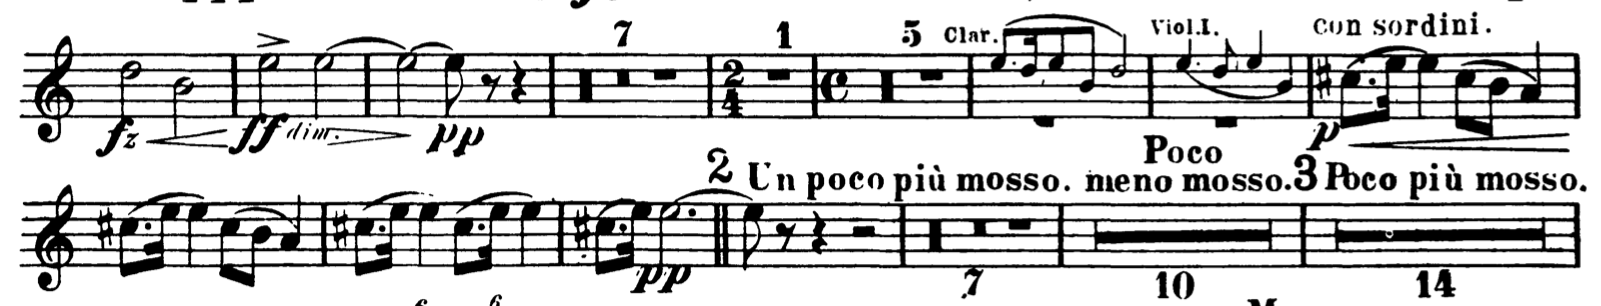 7 1 5 Clar. Viol.I. con sordini.
2 4
fz ff dim. pp p
Poco
2 Un poco più mosso. meno mosso. 3 Poco più mosso.
pp
7 10 14